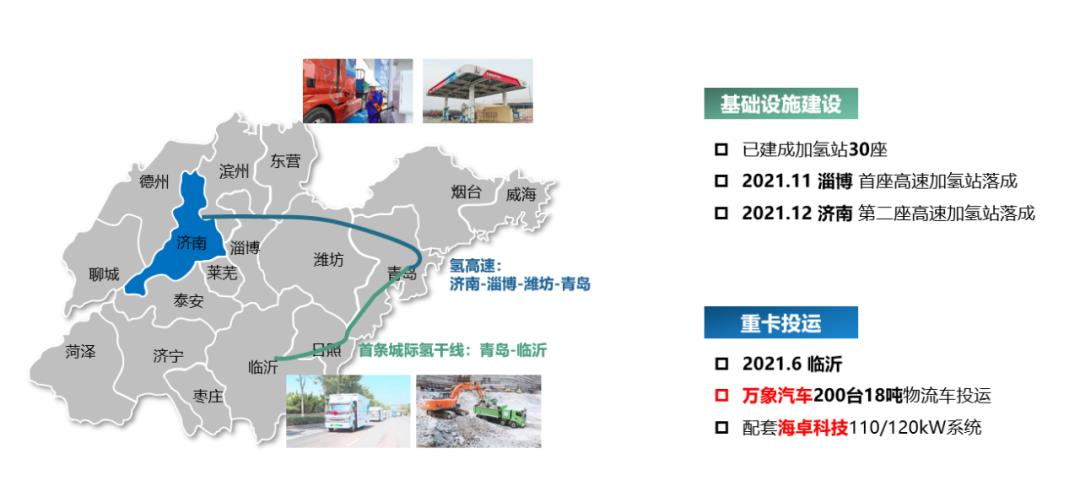 东营
滨州
德州
烟台
威海
济南
淄博
潍坊
聊城
莱芜
青岛
泰安
氢高速：
济南-淄博-潍坊-青岛
菏泽
济宁
临沂
日照
首条城际氢干线：青岛-临沂
枣庄
基础设施建设
已建成加氢站30座
2021.11 淄博 首座高速加氢站落成
2021.12 济南 第二座高速加氢站落成
重卡投运
2021.6 临沂
万象汽车200台18吨物流车投运
配套海卓科技110/120kW系统